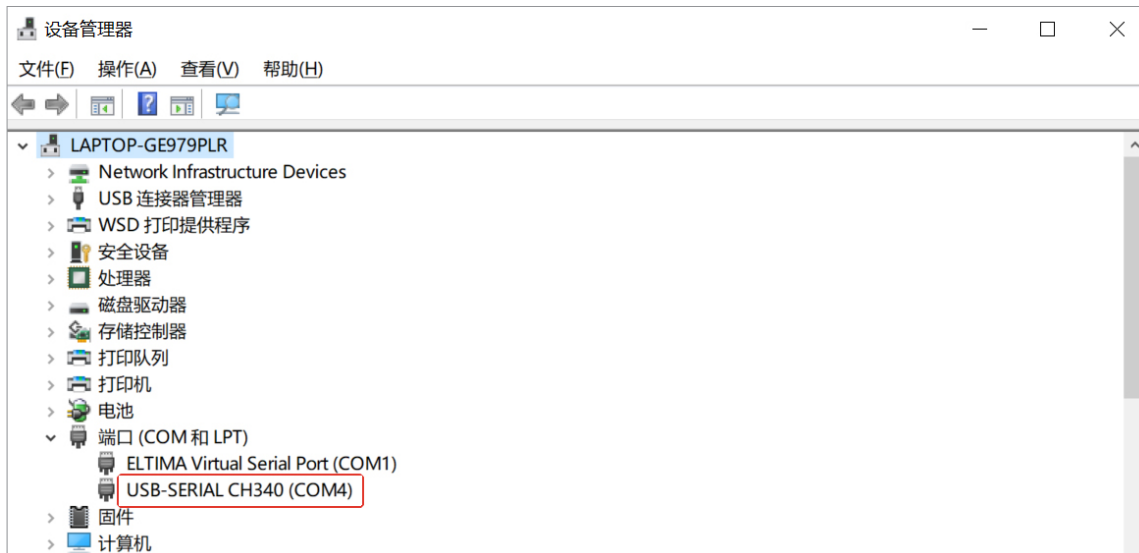 设备管理器
文件(F) 操作(A) 查看(V) 帮助(H)
LAPTOP-GE979PLR
Network Infrastructure Devices
USB 连接器管理器
WSD 打印提供程序
安全设备
处理器
磁盘驱动器
存储控制器
打印队列
打印机
电池
端口 (COM 和 LPT)
ELTIMA Virtual Serial Port (COM1)
USB-SERIAL CH340 (COM4)
固件
计算机